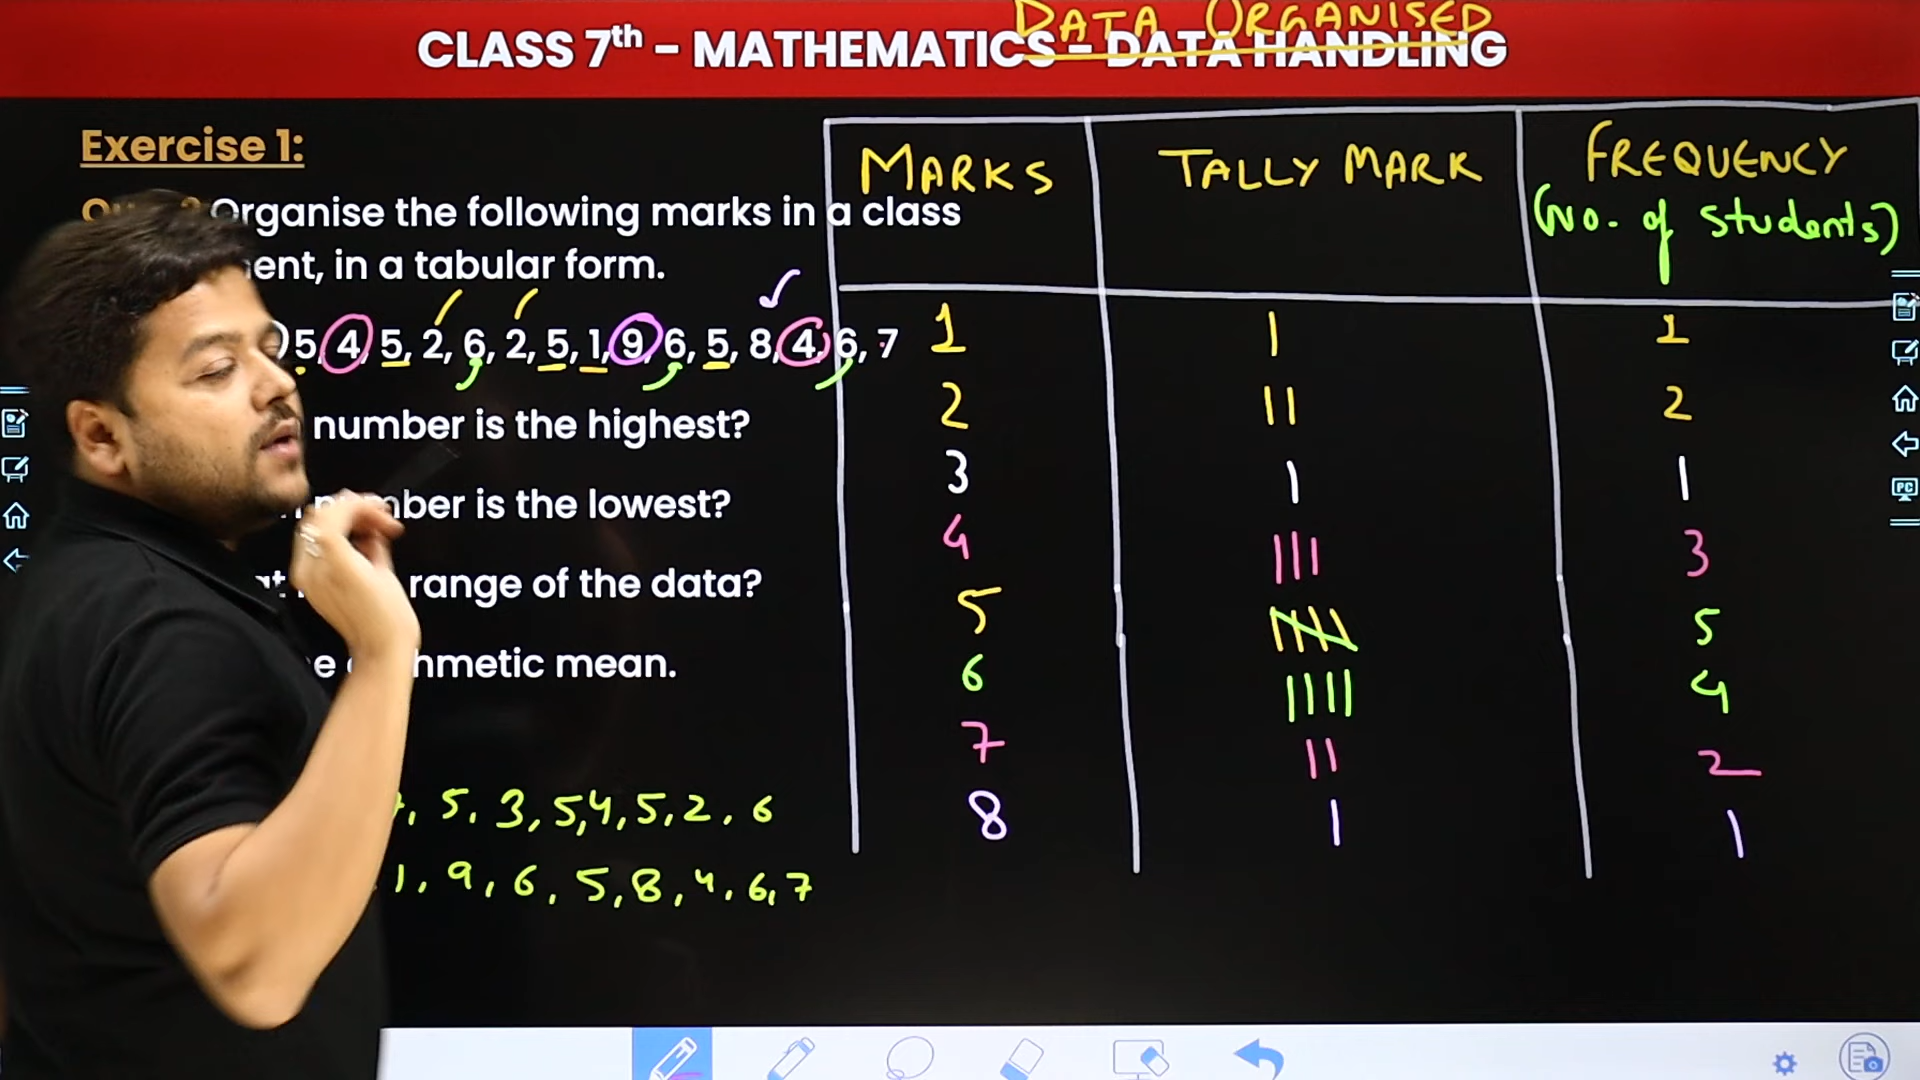 DATA ORGANISED
CLASS 7th - MATHEMATICS - DATA HANDLING
Exercise 1:
Organise the following marks in a class
in a tabular form.
5, 4, 5, 2, 6, 2, 5, 1, 9, 6, 5, 8, 4, 6, 7
number is the highest?
number is the lowest?
range of the data?
mean.
5, 3, 5, 4, 5, 2, 6
1, 9, 6, 5, 8, 4, 6, 7
MARKS TALLY MARK FREQUENCY
(No. of students)
1 | 1
2 || 2
3 | 1
4 ||| 3
5 5
6 |||| 4
7 || 2
8 | 1
PC